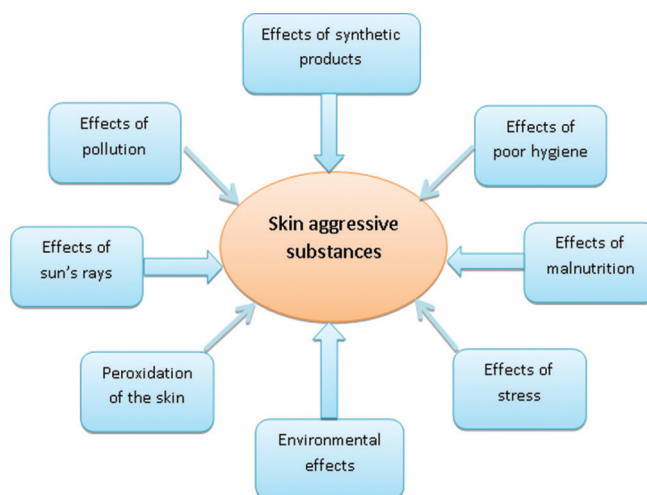 Effects of synthetic
products
Effects of
pollution
Effects of
poor hygiene
Skin aggressive
substances
Effects of
sun's rays
Effects of
malnutrition
Peroxidation
of the skin
Effects of
stress
Environmental
effects